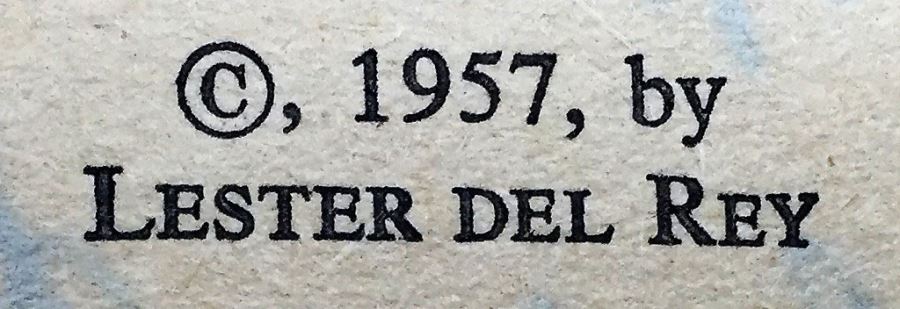 ©, 1957, by
LESTER DEL REY